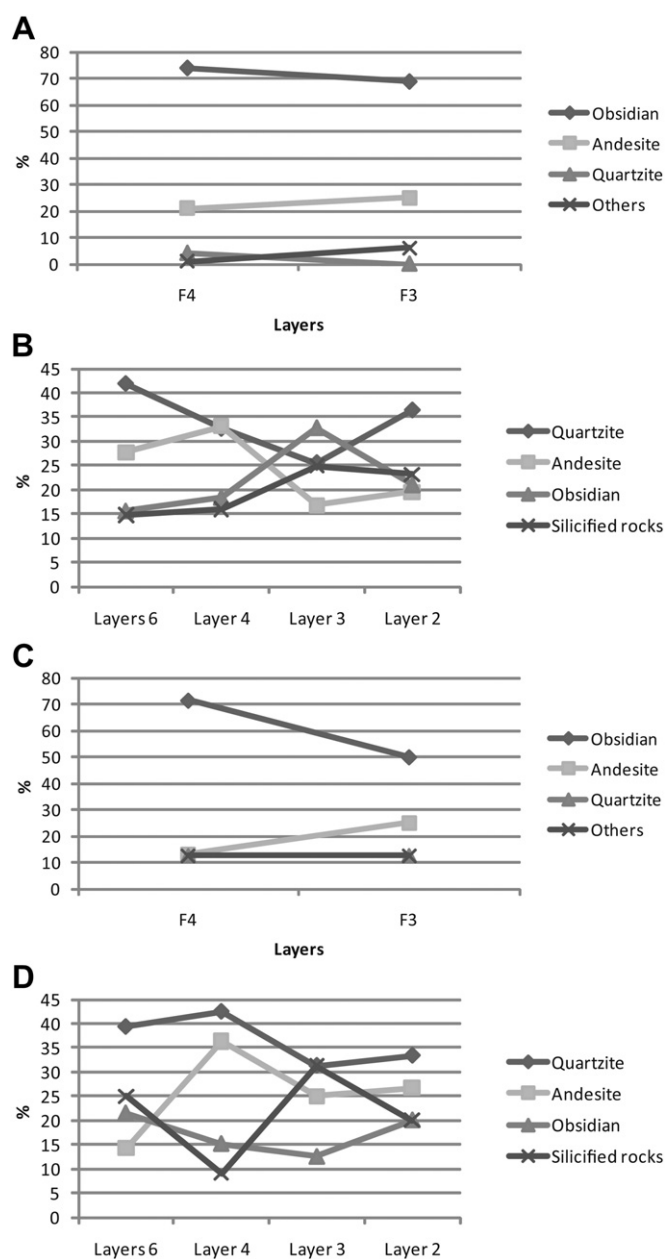 A
80
70
60
50
40
30
20
10
0
%
F4 F3
Layers
Obsidian
Andesite
Quartzite
Others
B
45
40
35
30
25
20
15
10
5
0
%
Layers 6 Layer 4 Layer 3 Layer 2
Quartzite
Andesite
Obsidian
Silicified rocks
C
80
70
60
50
40
30
20
10
0
%
F4 F3
Layers
Obsidian
Andesite
Quartzite
Others
D
45
40
35
30
25
20
15
10
5
0
%
Layers 6 Layer 4 Layer 3 Layer 2
Quartzite
Andesite
Obsidian
Silicified rocks